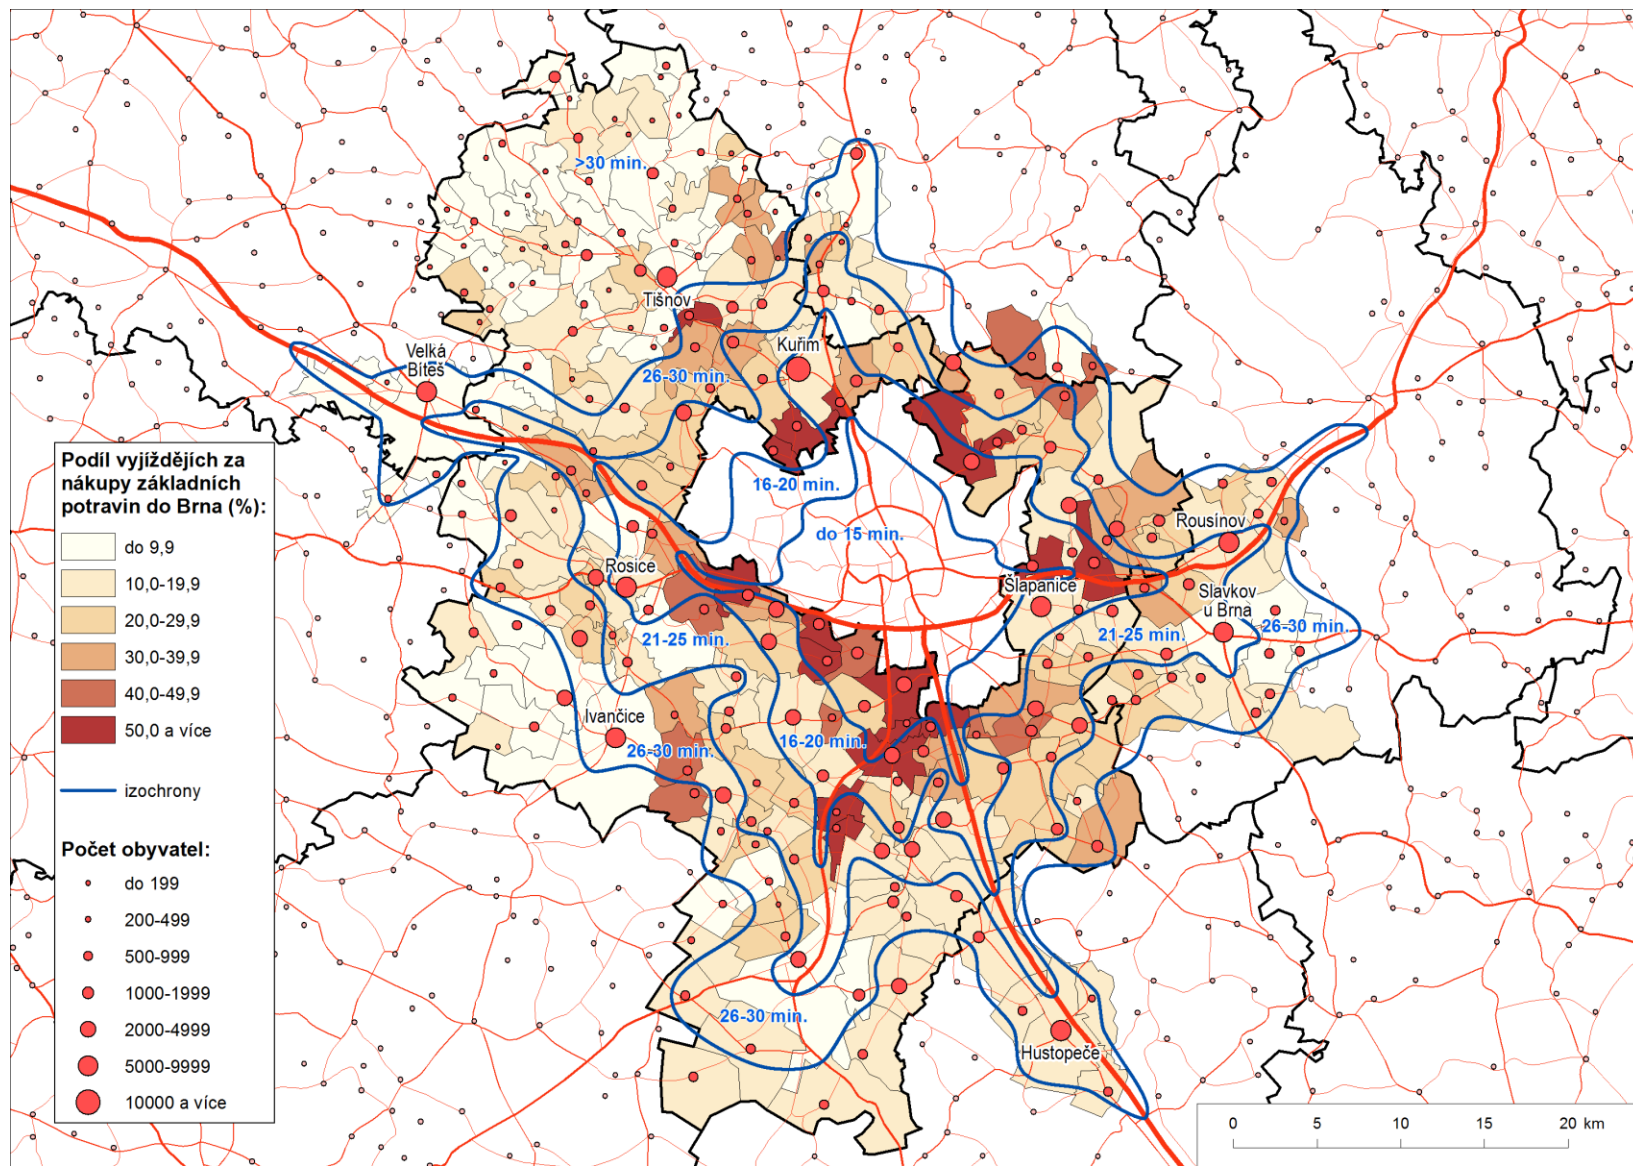 >30 min.
Tišnov
Kuřim
Velká
Bíteš
26-30 min.
16-20 min.
do 15 min.
Rousínov
Rosice
Šlapanice
Slavkov
u Brna
21-25 min.
21-25 min.
26-30 min.
Ivančice
26-30 min.
16-20 min.
26-30 min.
Hustopeče
Podíl vyjíždějích za
nákupy základních
potravin do Brna (%):
do 9,9
10,0-19,9
20,0-29,9
30,0-39,9
40,0-49,9
50,0 a více
izochrony
Počet obyvatel:
do 199
200-499
500-999
1000-1999
2000-4999
5000-9999
10000 a více
0 5 10 15 20 km